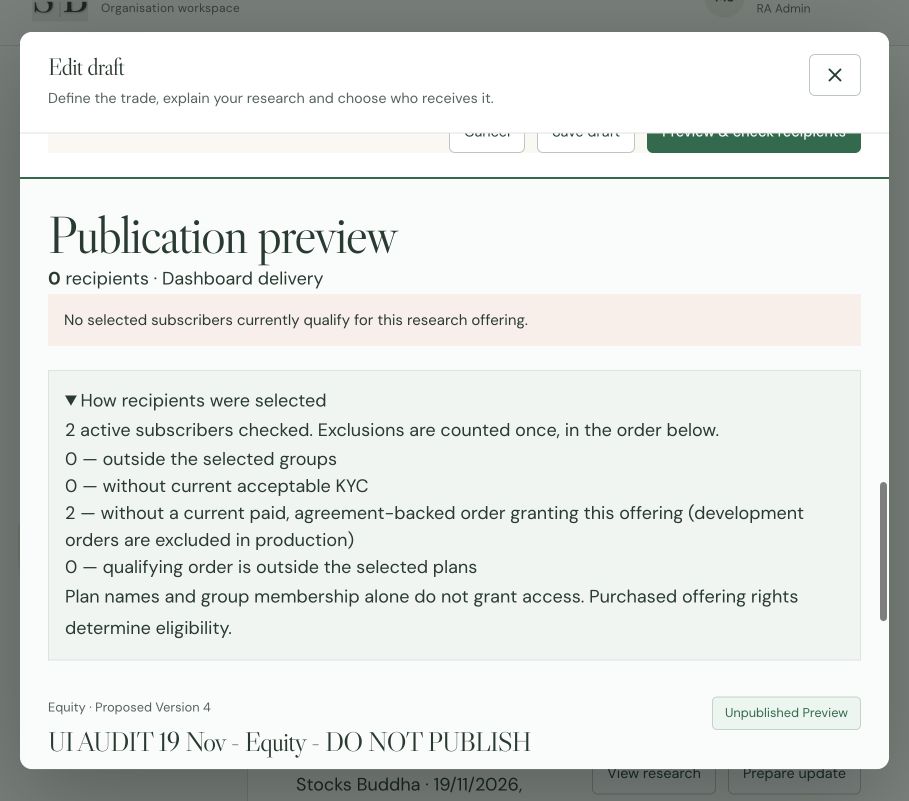 Organisation workspace
RA Admin
Edit draft
Define the trade, explain your research and choose who receives it.
Cancel
Save draft
Preview & check recipients
Publication preview
0 recipients · Dashboard delivery
No selected subscribers currently qualify for this research offering.
▼ How recipients were selected
2 active subscribers checked. Exclusions are counted once, in the order below.
0 — outside the selected groups
0 — without current acceptable KYC
2 — without a current paid, agreement-backed order granting this offering (development
orders are excluded in production)
0 — qualifying order is outside the selected plans
Plan names and group membership alone do not grant access. Purchased offering rights
determine eligibility.
Equity · Proposed Version 4
Unpublished Preview
UI AUDIT 19 Nov - Equity - DO NOT PUBLISH
Stocks Buddha · 19/11/2026,
View research
Prepare update